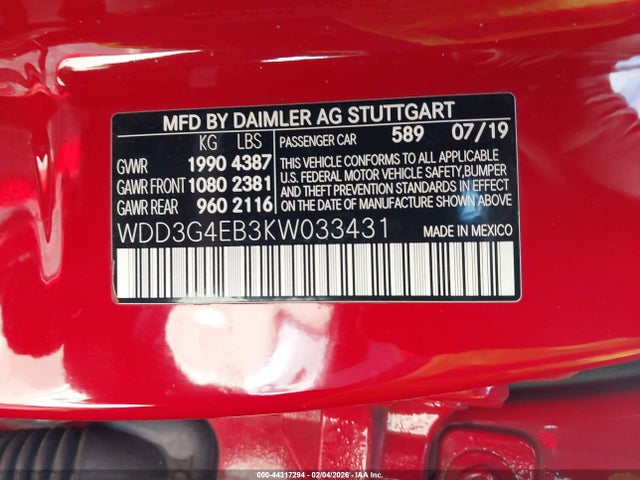 MFD BY DAIMLER AG STUTTGART
KG LBS PASSENGER CAR 589 07/19
GVWR 1990 4387
GAWR FRONT 1080 2381
GAWR REAR 960 2116
THIS VEHICLE CONFORMS TO ALL APPLICABLE
U.S. FEDERAL MOTOR VEHICLE SAFETY,BUMPER
AND THEFT PREVENTION STANDARDS IN EFFECT
ON THE DATE OF MANUFACTURE SHOWN ABOVE.
WDD3G4EB3KW033431 MADE IN MEXICO
000-44317294 - 02/04/2026 - IAA Inc.